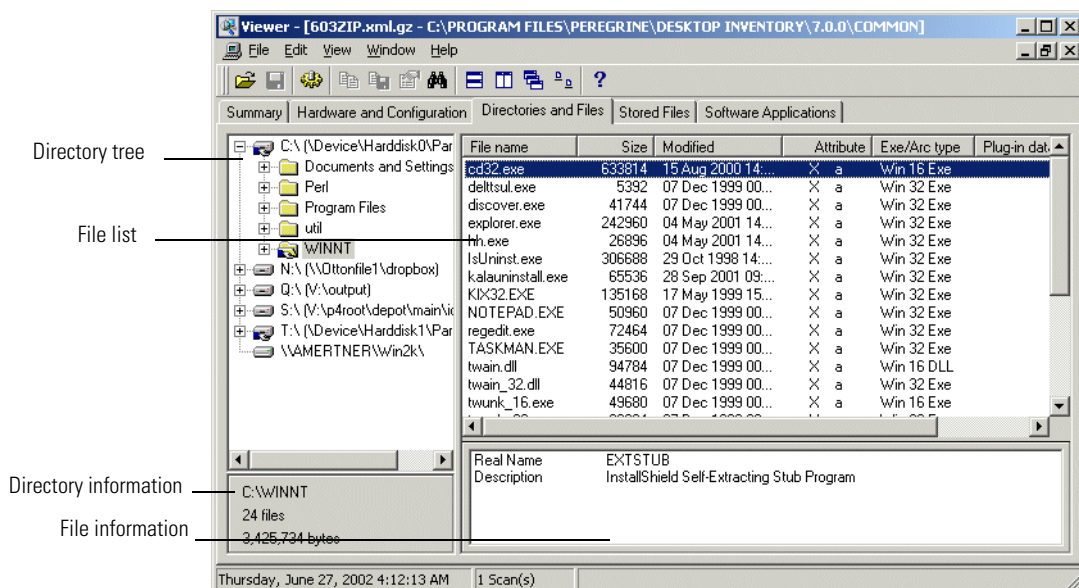 Viewer - [603ZIP.xml.gz - C:\PROGRAM FILES\PEREGRINE\DESKTOP INVENTORY\7.0.0\COMMON]
File Edit View Window Help
Summary Hardware and Configuration Directories and Files Stored Files Software Applications
Directory tree
C:\ (\Device\Harddisk0\Par
Documents and Settings
Perl
Program Files
util
WINNT
N:\ (\\Ottonfile1\dropbox)
Q:\ (V:\output)
S:\ (V:\p4root\depot\main\ic
T:\ (\Device\Harddisk1\Par
\\AMERTNER\Win2k\
File list
File name Size Modified Attribute Exe/Arc type Plug-in dat
cd32.exe 633814 15 Aug 2000 14:... X a Win 16 Exe
delttsul.exe 5392 07 Dec 1999 00... X a Win 32 Exe
discover.exe 41744 07 Dec 1999 00... X a Win 32 Exe
explorer.exe 242960 04 May 2001 14... X a Win 32 Exe
hh.exe 26896 04 May 2001 14... X a Win 32 Exe
IsUninst.exe 306688 29 Oct 1998 14:... X a Win 32 Exe
kalauninstall.exe 65536 28 Sep 2001 09:... X a Win 32 Exe
KIX32.EXE 135168 17 May 1999 15... X a Win 32 Exe
NOTEPAD.EXE 50960 07 Dec 1999 00... X a Win 32 Exe
regedit.exe 72464 07 Dec 1999 00... X a Win 32 Exe
TASKMAN.EXE 35600 07 Dec 1999 00... X a Win 32 Exe
twain.dll 94784 07 Dec 1999 00... X a Win 16 DLL
twain_32.dll 44816 07 Dec 1999 00... X a Win 32 Exe
twunk_16.exe 49680 07 Dec 1999 00... X a Win 16 Exe
Real Name EXTSTUB
Description InstallShield Self-Extracting Stub Program
Directory information
C:\WINNT
24 files
3,425,734 bytes
File information
Thursday, June 27, 2002 4:12:13 AM 1 Scan(s)